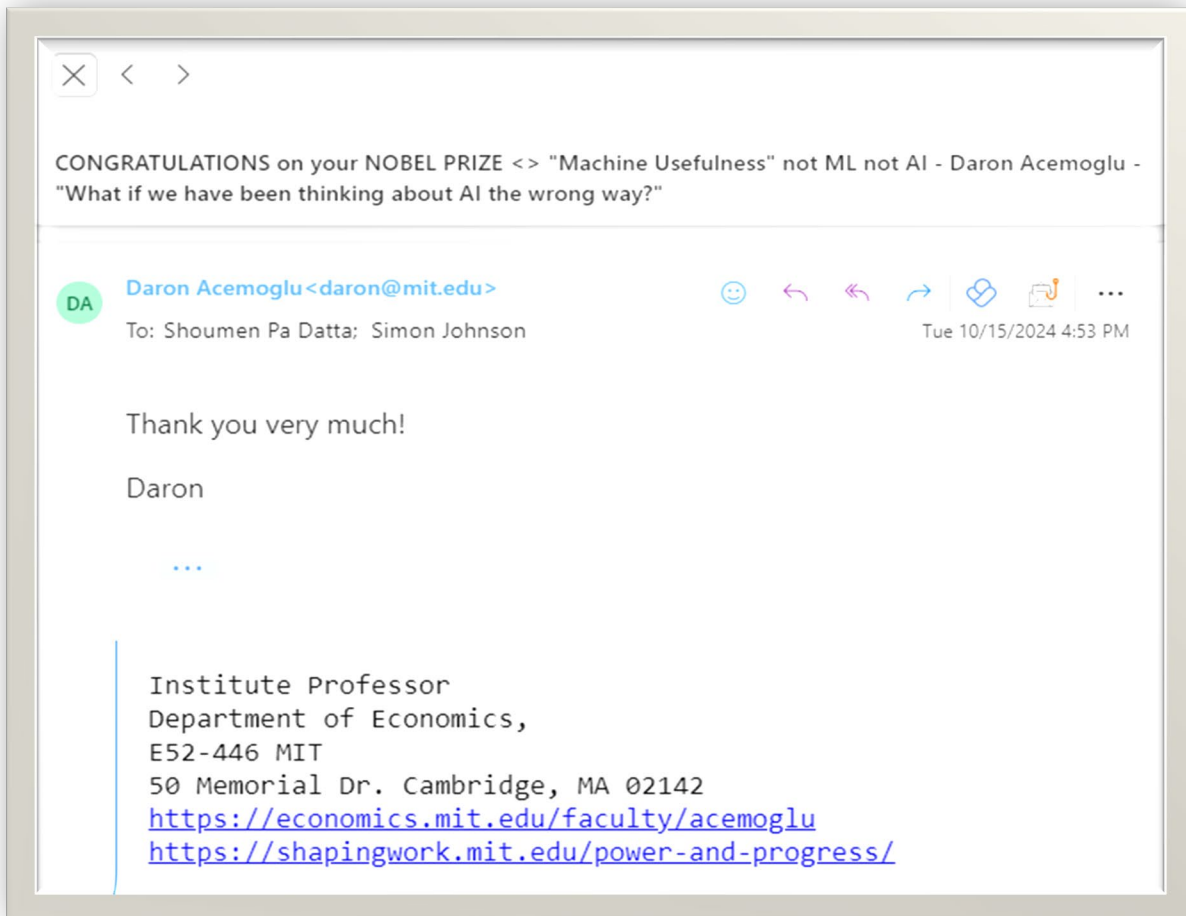 CONGRATULATIONS on your NOBEL PRIZE <> "Machine Usefulness" not ML not AI - Daron Acemoglu -
"What if we have been thinking about AI the wrong way?"
DA
Daron Acemoglu<daron@mit.edu>
To: Shoumen Pa Datta; Simon Johnson
Tue 10/15/2024 4:53 PM
Thank you very much!
Daron
...
Institute Professor
Department of Economics,
E52-446 MIT
50 Memorial Dr. Cambridge, MA 02142
https://economics.mit.edu/faculty/acemoglu
https://shapingwork.mit.edu/power-and-progress/